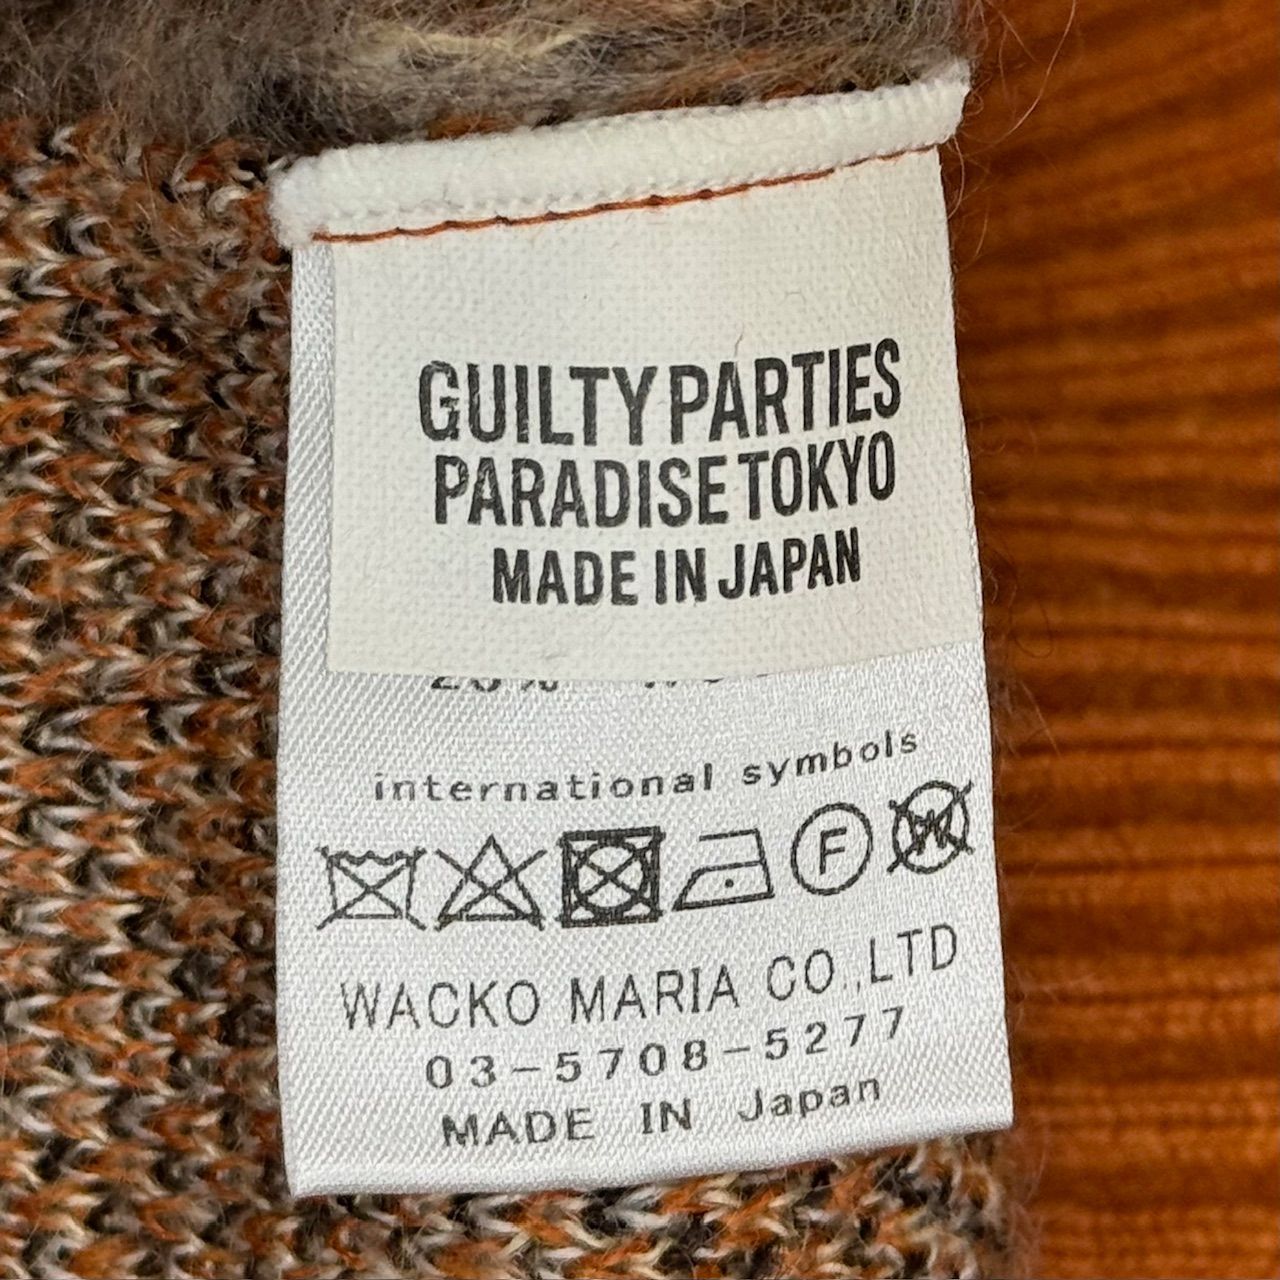 GUILTY PARTIES
PARADISE TOKYO
MADE IN JAPAN
international symbols
F
W
WACKO MARIA CO.,LTD
03-5708-5277
MADE IN Japan